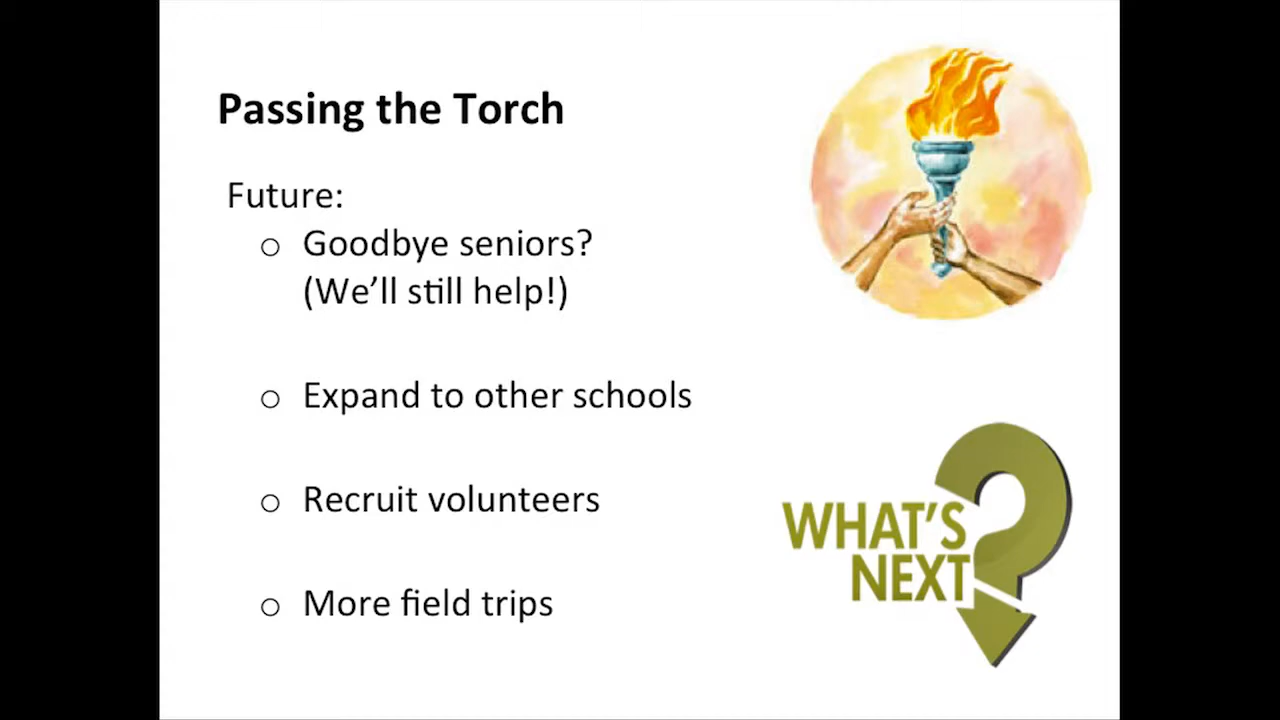 Passing the Torch
Future:
o Goodbye seniors?
(We'll still help!)
o Expand to other schools
o Recruit volunteers
o More field trips
WHAT'S
NEXT?